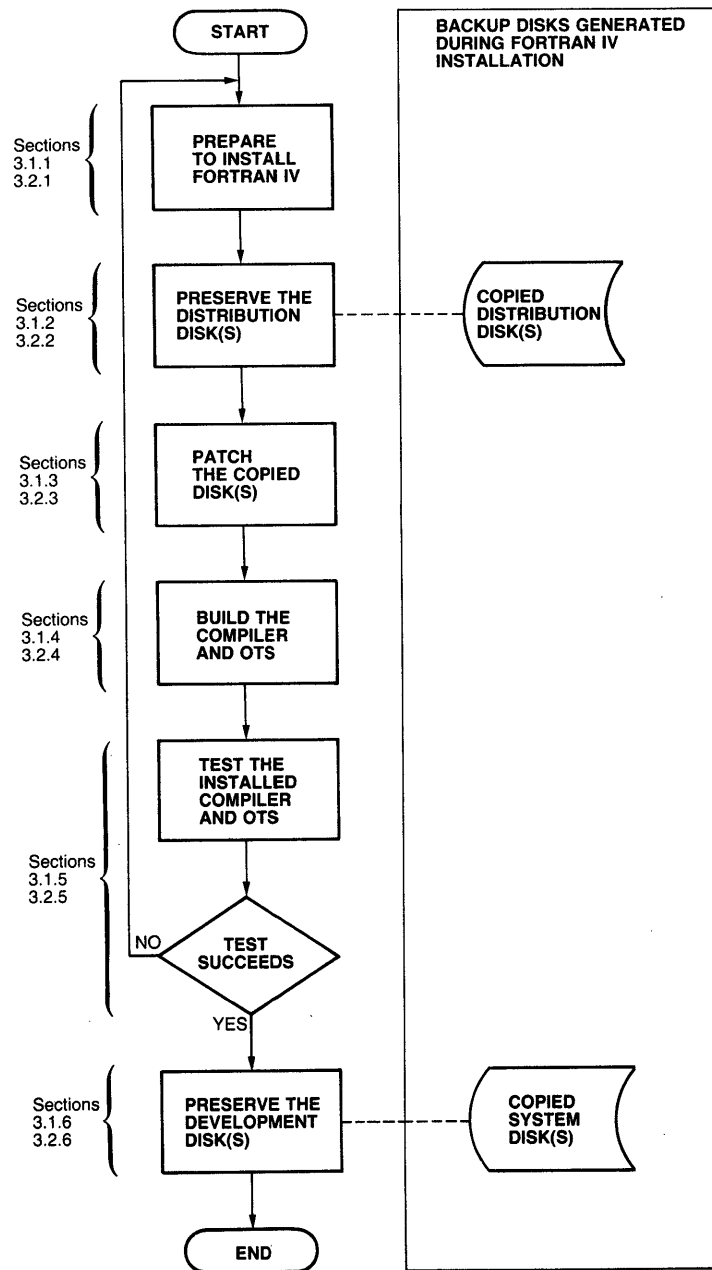 START
BACKUP DISKS GENERATED
DURING FORTRAN IV
INSTALLATION
Sections
3.1.1
3.2.1
PREPARE
TO INSTALL
FORTRAN IV
Sections
3.1.2
3.2.2
PRESERVE THE
DISTRIBUTION
DISK(S)
COPIED
DISTRIBUTION
DISK(S)
Sections
3.1.3
3.2.3
PATCH
THE COPIED
DISK(S)
Sections
3.1.4
3.2.4
BUILD THE
COMPILER
AND OTS
TEST THE
INSTALLED
COMPILER
AND OTS
Sections
3.1.5
3.2.5
NO
TEST
SUCCEEDS
YES
Sections
3.1.6
3.2.6
PRESERVE THE
DEVELOPMENT
DISK(S)
COPIED
SYSTEM
DISK(S)
END